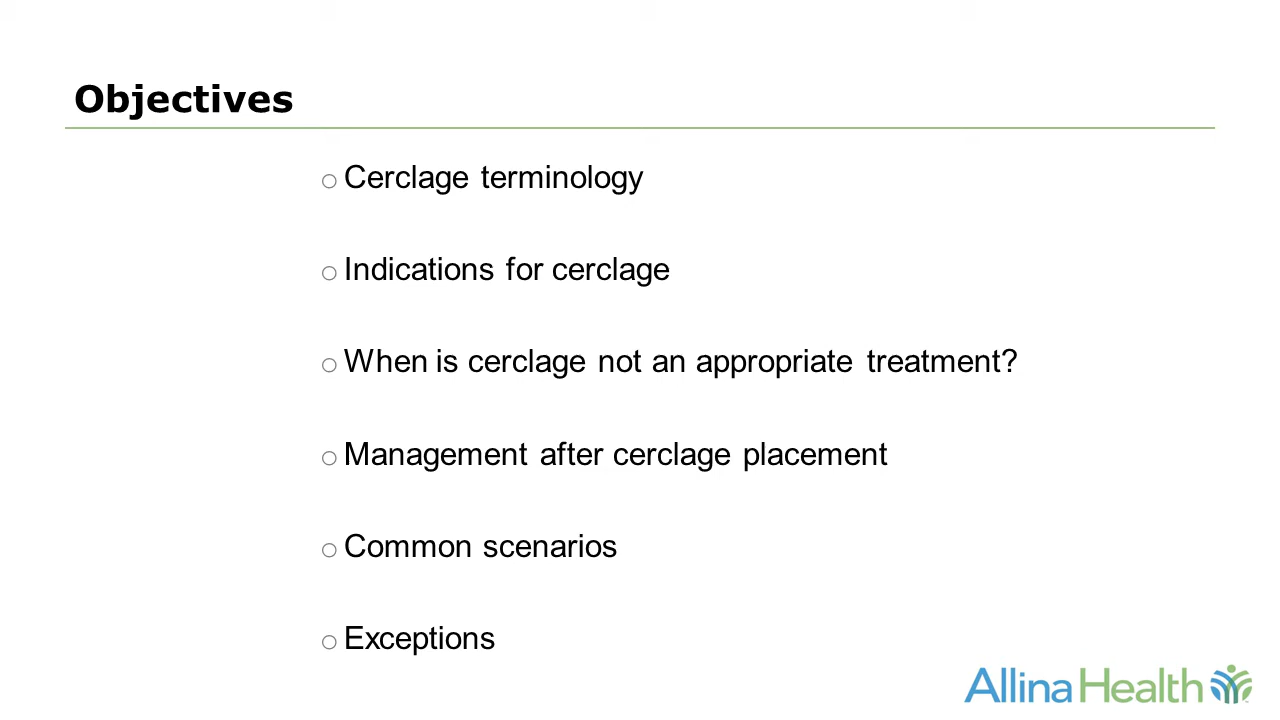 Objectives
Cerclage terminology
Indications for cerclage
When is cerclage not an appropriate treatment?
Management after cerclage placement
Common scenarios
Exceptions
Allina Health